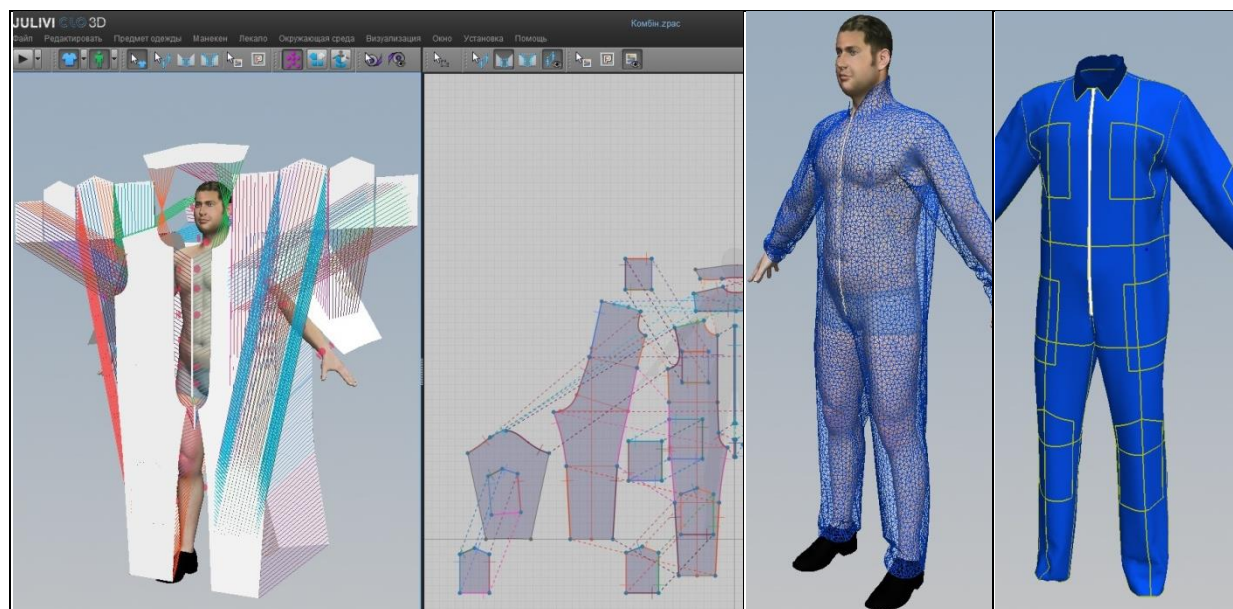 JULIVI CLO 3D
Комбін.zpac
Файл Редактировать Предмет одежды Манекен Лекало Окружающая среда Визуализация Окно Установка Помощь